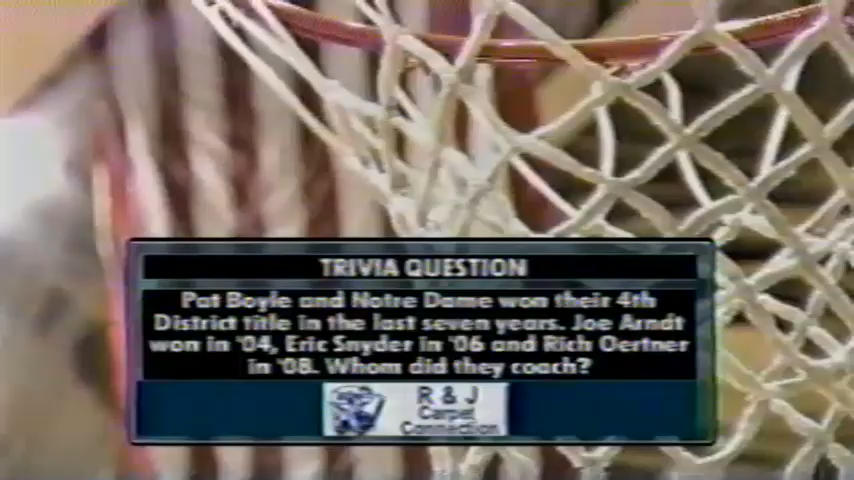 TRIVIA QUESTION
Pat Boyle and Notre Dame won their 4th
District title in the last seven years. Joe Arndt
won in '04, Eric Snyder in '06 and Rich Oertner
in '08. Whom did they coach?
R & J
Carpet
Connection